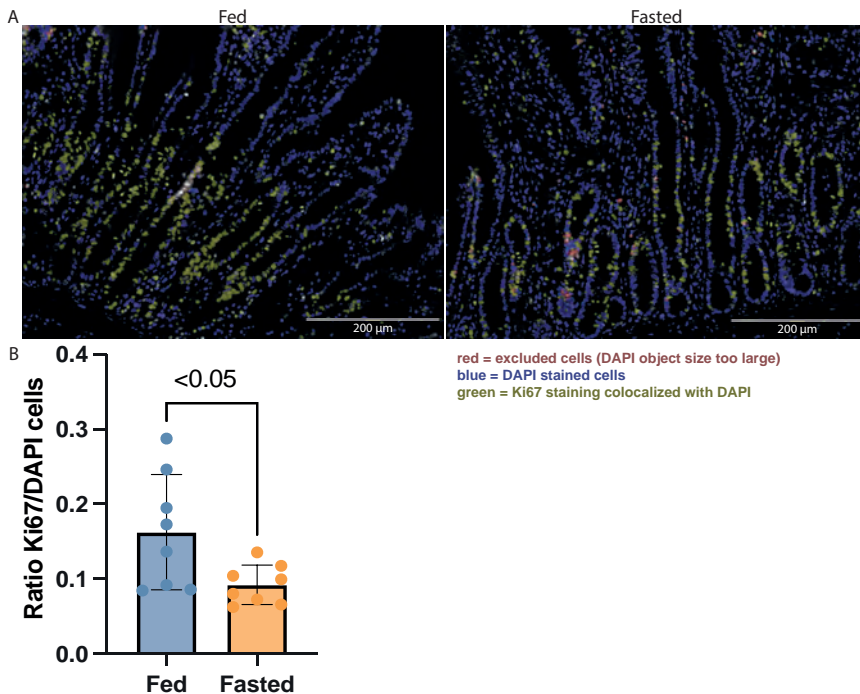 A
Fed
Fasted
200 µm
200 µm
B
red = excluded cells (DAPI object size too large)
blue = DAPI stained cells
green = Ki67 staining colocalized with DAPI
Ratio Ki67/DAPI cells
0.4
0.3
0.2
0.1
0.0
<0.05
Fed
Fasted